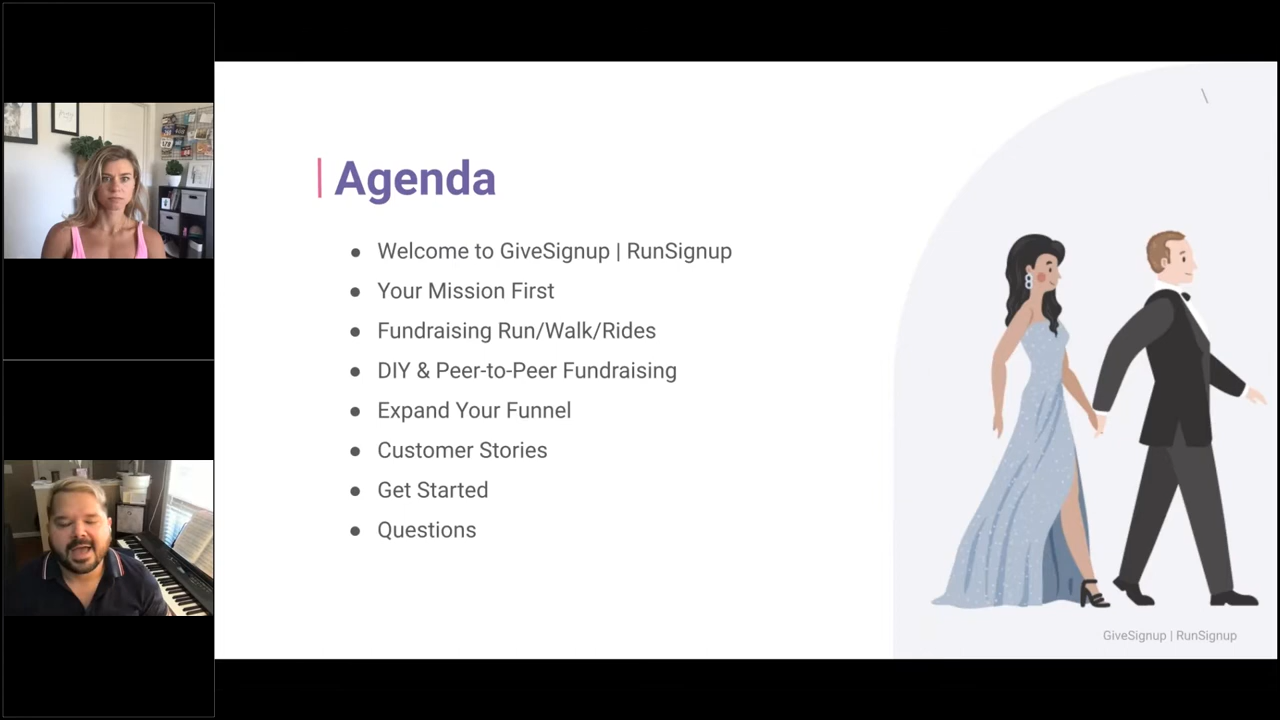 Agenda
● Welcome to GiveSignup | RunSignup
● Your Mission First
● Fundraising Run/Walk/Rides
● DIY & Peer-to-Peer Fundraising
● Expand Your Funnel
● Customer Stories
● Get Started
● Questions
GiveSignup | RunSignup